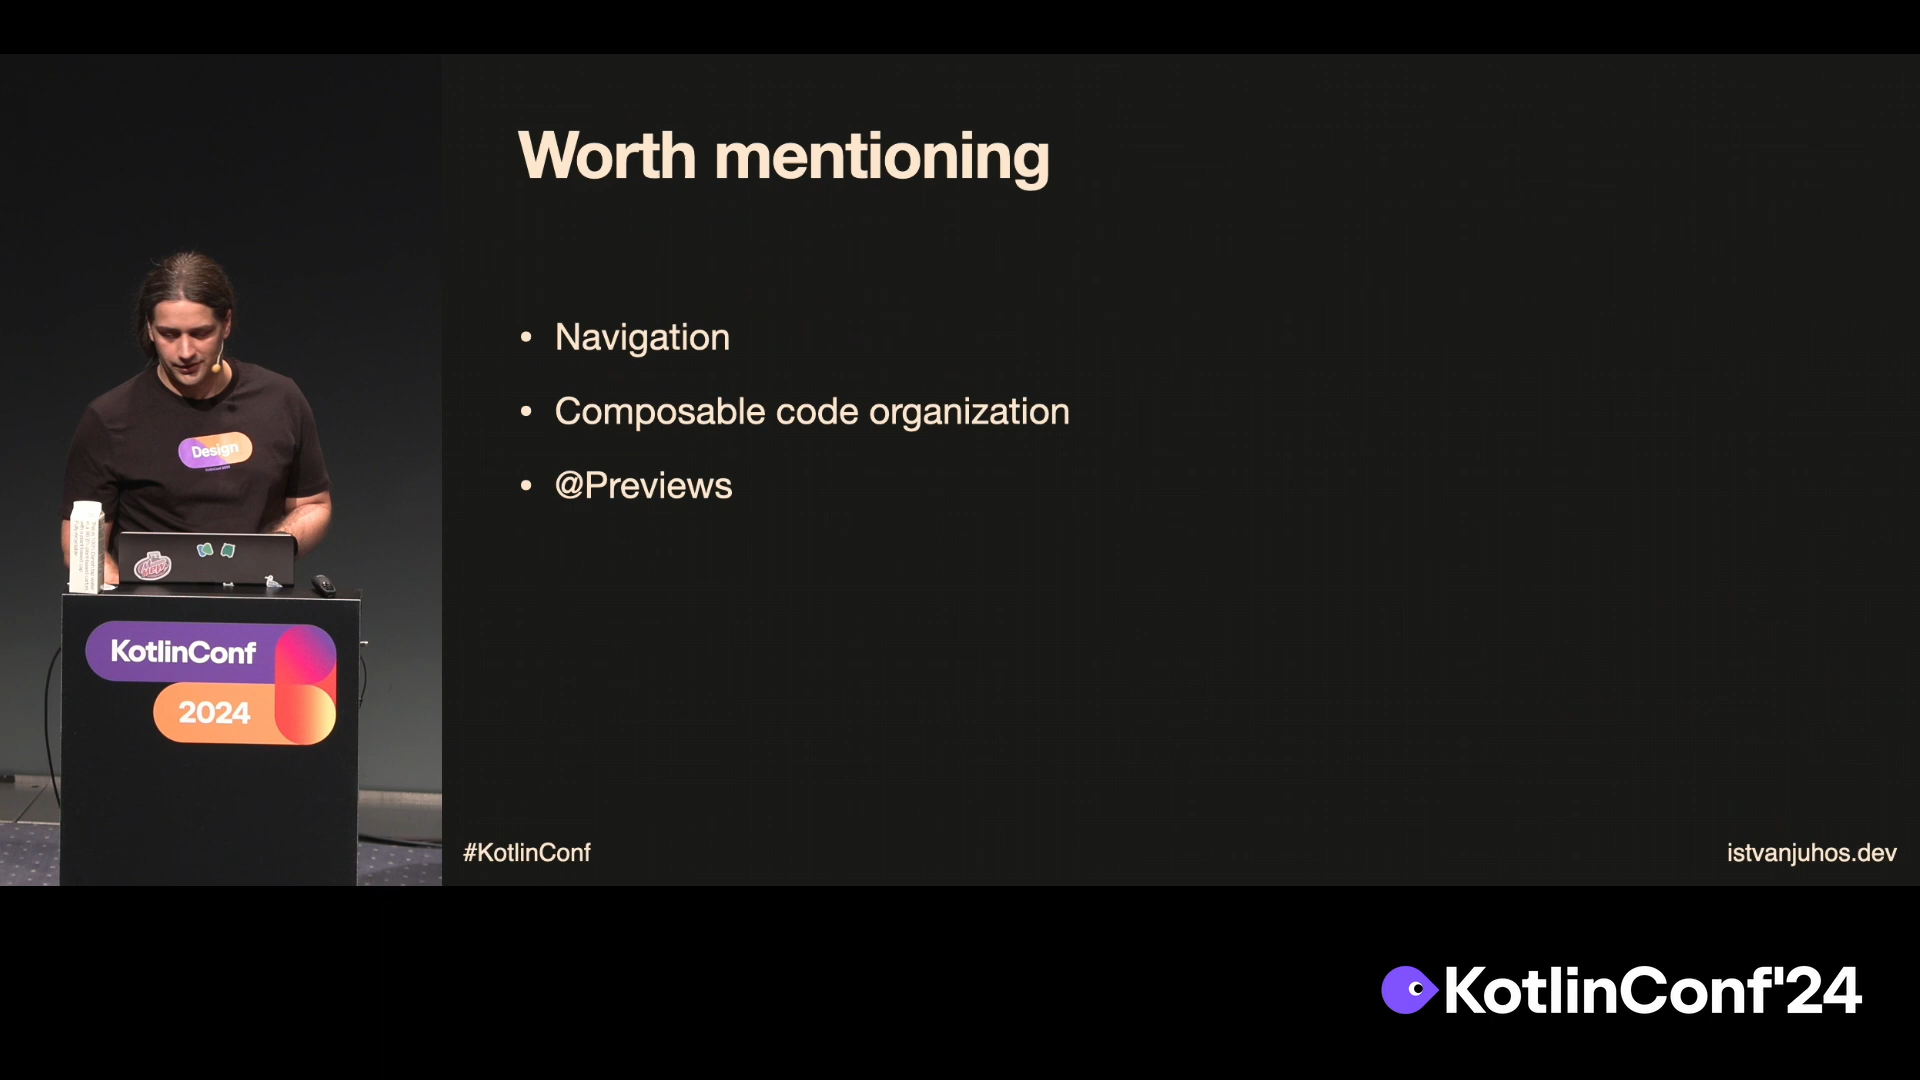 Worth mentioning
• Navigation
• Composable code organization
• @Previews
#KotlinConf
istvanjuhos.dev
Design
KotlinConf
2024
KotlinConf'24